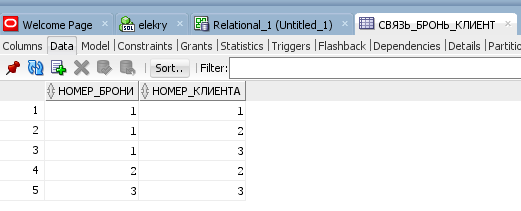 Welcome Page elekry Relational_1 (Untitled_1) СВЯЗЬ_БРОНЬ_КЛИЕНТ
Columns Data Model Constraints Grants Statistics Triggers Flashback Dependencies Details Partitio
Sort.. Filter:
НОМЕР_БРОНИ НОМЕР_КЛИЕНТА
1 1 1
2 1 2
3 1 3
4 2 2
5 3 3